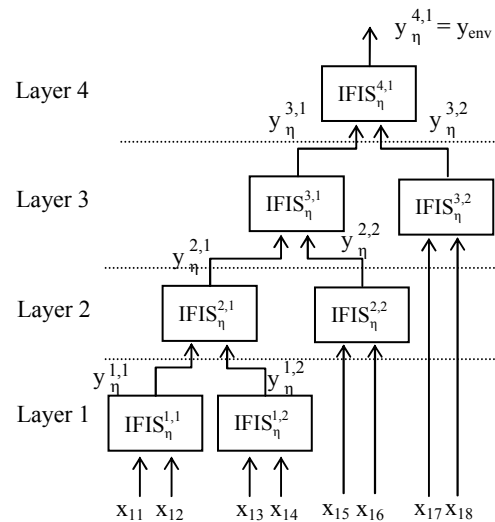 y_η^{4,1} = y_env
Layer 4
IFIS_η^{4,1}
y_η^{3,1}
y_η^{3,2}
Layer 3
IFIS_η^{3,1}
IFIS_η^{3,2}
y_η^{2,1}
y_η^{2,2}
Layer 2
IFIS_η^{2,1}
IFIS_η^{2,2}
y_η^{1,1}
y_η^{1,2}
Layer 1
IFIS_η^{1,1}
IFIS_η^{1,2}
x₁₁ x₁₂ x₁₃ x₁₄ x₁₅ x₁₆ x₁₇ x₁₈